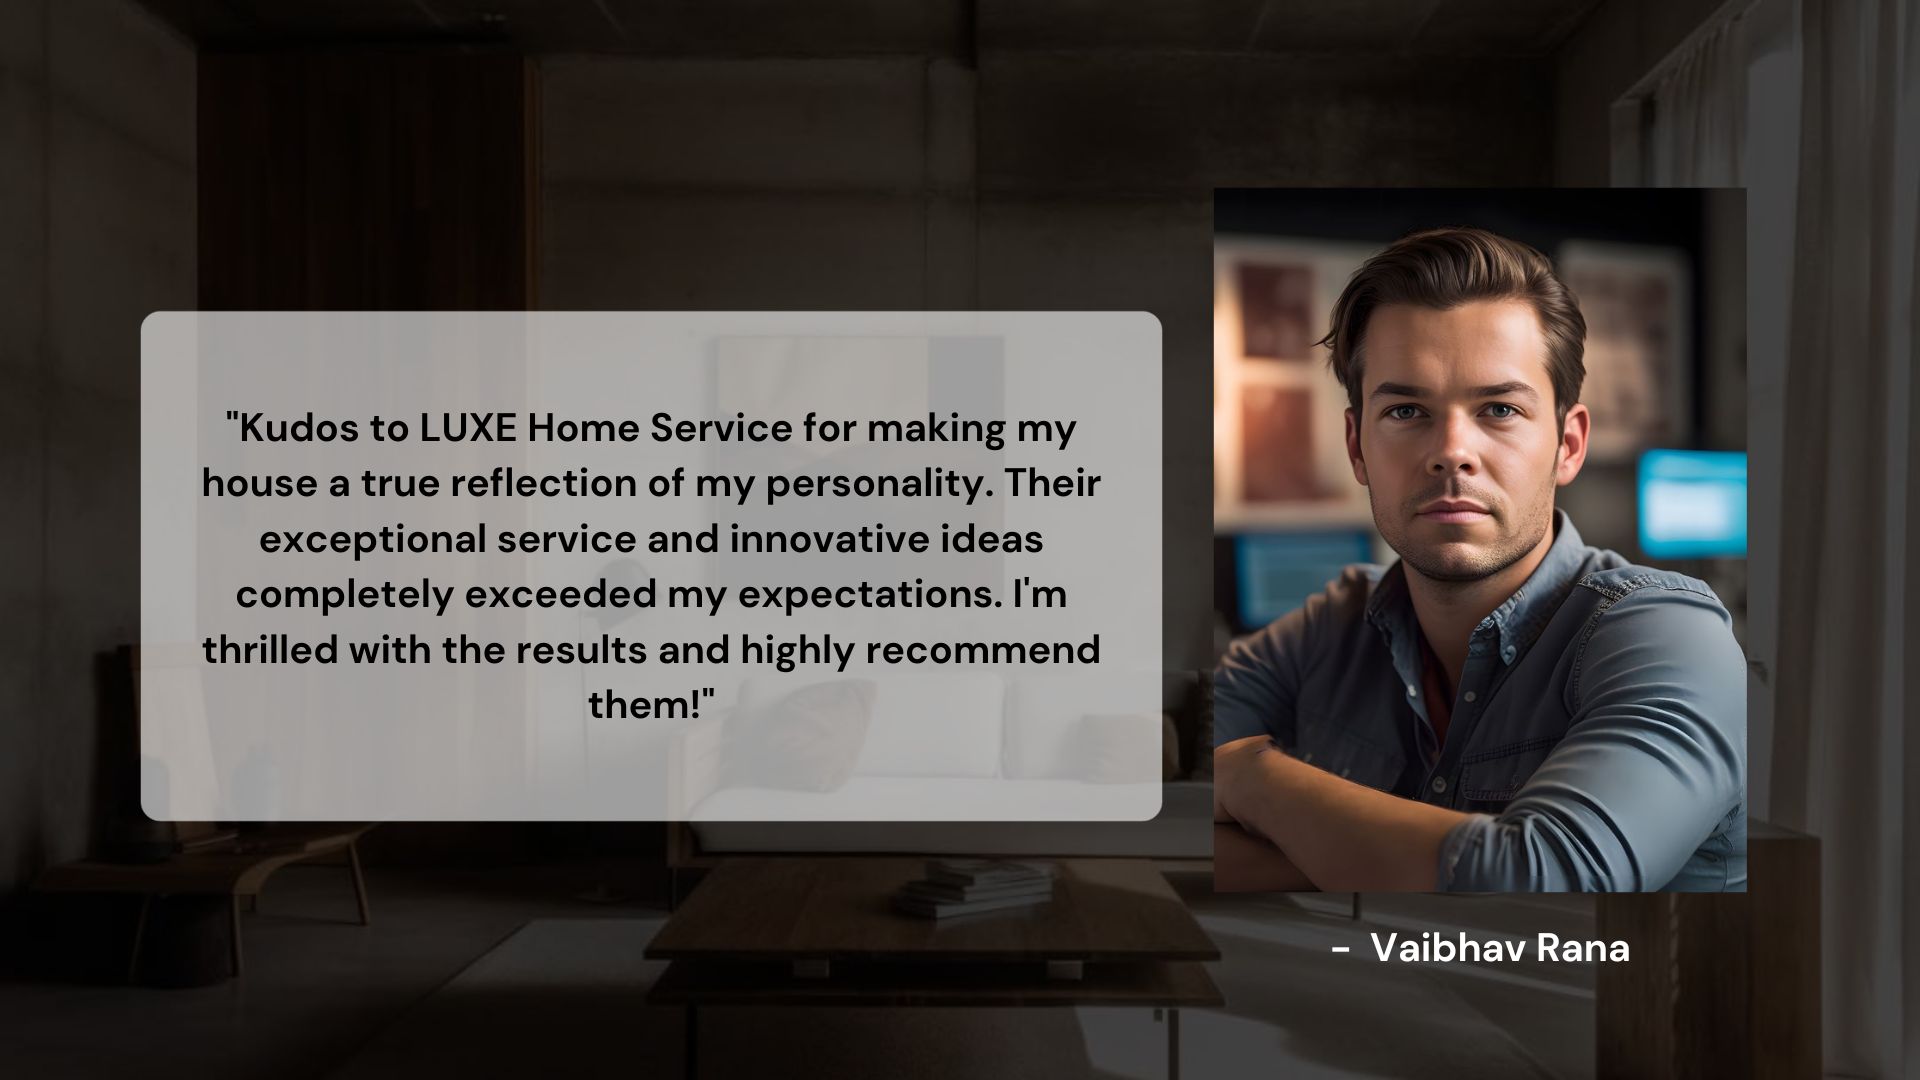 "Kudos to LUXE Home Service for making my
house a true reflection of my personality. Their
exceptional service and innovative ideas
completely exceeded my expectations. I'm
thrilled with the results and highly recommend
them!"
- Vaibhav Rana